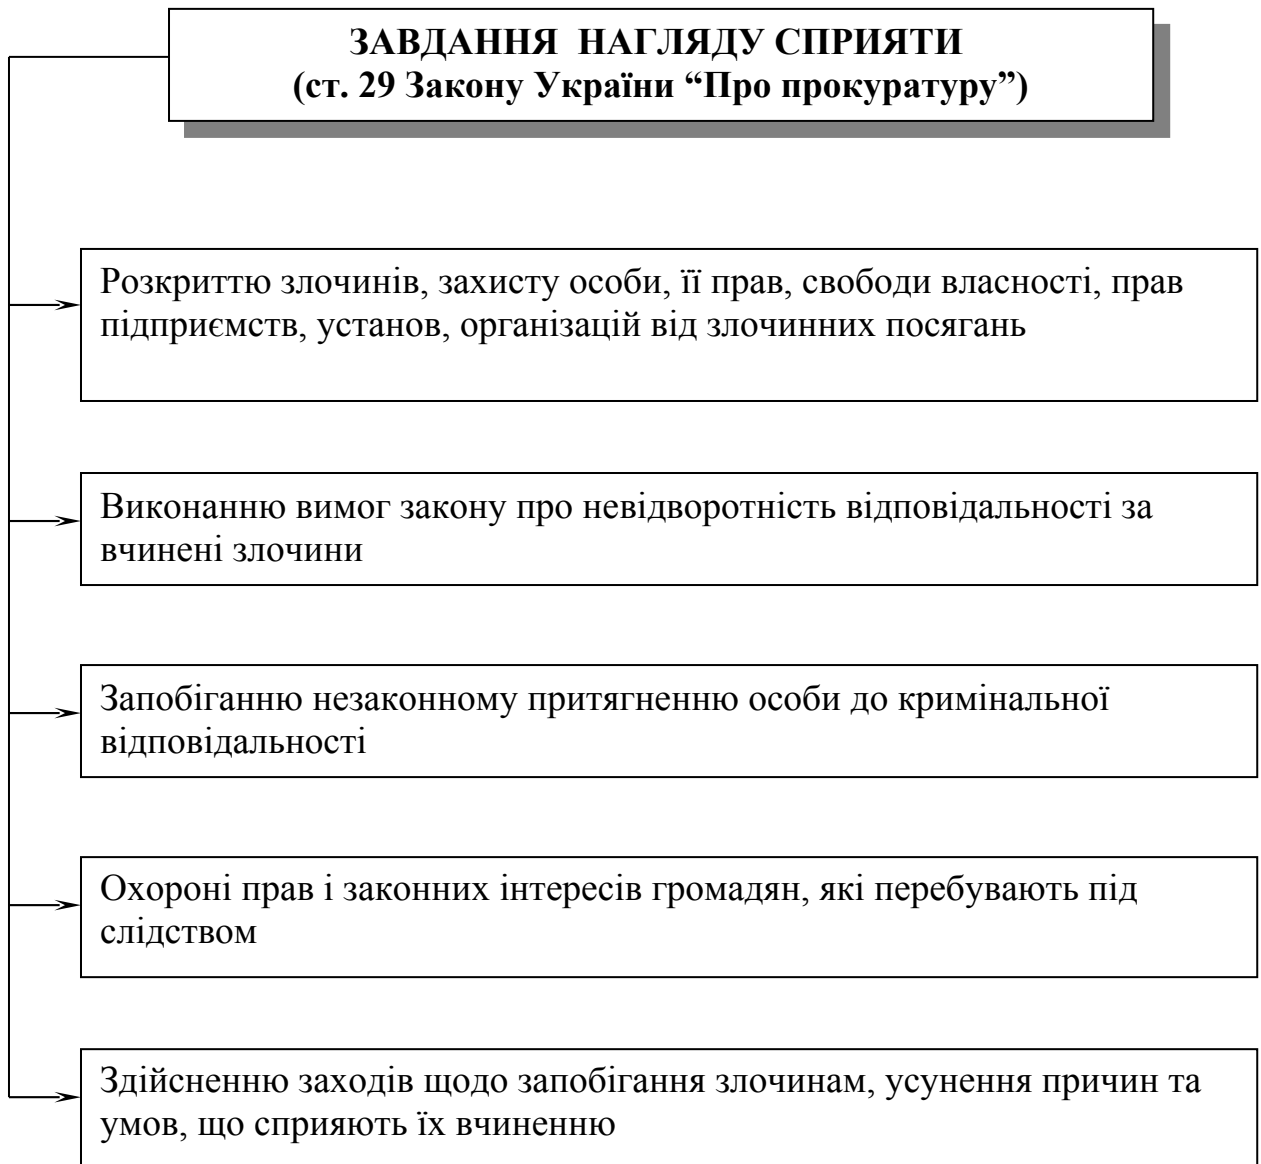 ЗАВДАННЯ НАГЛЯДУ СПРИЯТИ
(ст. 29 Закону України “Про прокуратуру”)
Розкриттю злочинів, захисту особи, її прав, свободи власності, прав
підприємств, установ, організацій від злочинних посягань
Виконанню вимог закону про невідворотність відповідальності за
вчинені злочини
Запобіганню незаконному притягненню особи до кримінальної
відповідальності
Охороні прав і законних інтересів громадян, які перебувають під
слідством
Здійсненню заходів щодо запобігання злочинам, усунення причин та
умов, що сприяють їх вчиненню